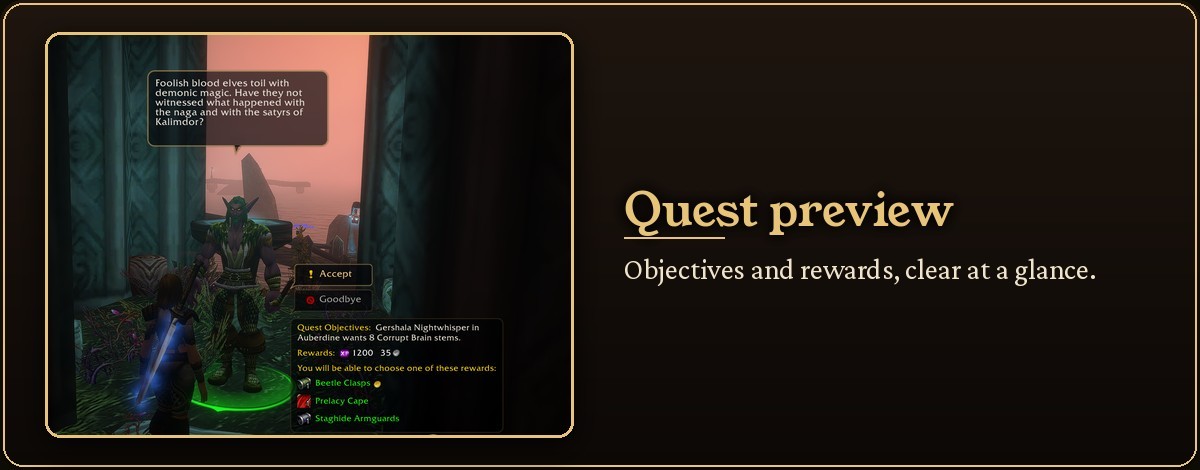 Foolish blood elves toil with
demonic magic. Have they not
witnessed what happened with
the naga and with the satyrs of
Kalimdor?
Accept
Goodbye
Quest Objectives: Gershala Nightwhisper in
Auberdine wants 8 Corrupt Brain stems.
Rewards: XP 1200 35
You will be able to choose one of these rewards:
Beetle Clasps
Prelacy Cape
Staghide Armguards
Quest preview
Objectives and rewards, clear at a glance.